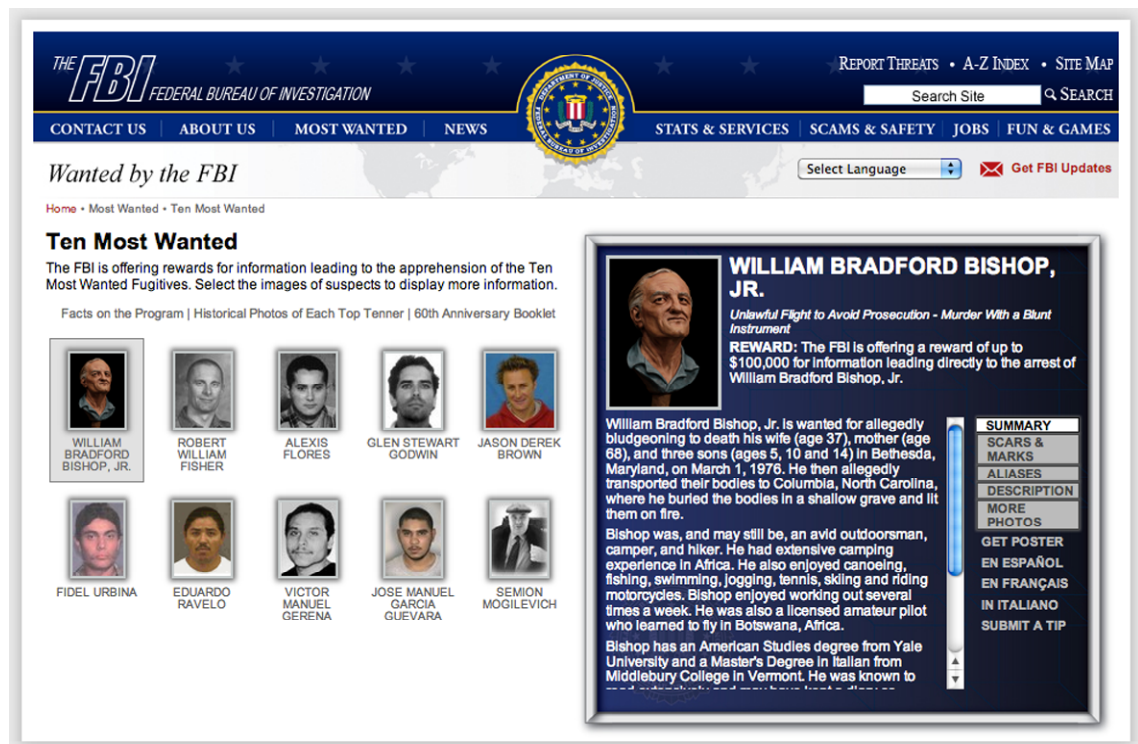 THE FBI FEDERAL BUREAU OF INVESTIGATION
REPORT THREATS • A-Z INDEX • SITE MAP
Search Site SEARCH
DEPARTMENT OF JUSTICE
FEDERAL BUREAU OF INVESTIGATION
CONTACT US ABOUT US MOST WANTED NEWS STATS & SERVICES SCAMS & SAFETY JOBS FUN & GAMES
Wanted by the FBI
Select Language Get FBI Updates
Home • Most Wanted • Ten Most Wanted
Ten Most Wanted
The FBI is offering rewards for information leading to the apprehension of the Ten
Most Wanted Fugitives. Select the images of suspects to display more information.
Facts on the Program | Historical Photos of Each Top Tenner | 60th Anniversary Booklet
WILLIAM
BRADFORD
BISHOP, JR.
ROBERT
WILLIAM
FISHER
ALEXIS
FLORES
GLEN STEWART
GODWIN
JASON DEREK
BROWN
FIDEL URBINA
EDUARDO
RAVELO
VICTOR
MANUEL
GERENA
JOSE MANUEL
GARCIA
GUEVARA
SEMION
MOGILEVICH
WILLIAM BRADFORD BISHOP,
JR.
Unlawful Flight to Avoid Prosecution - Murder With a Blunt
Instrument
REWARD: The FBI is offering a reward of up to
$100,000 for information leading directly to the arrest of
William Bradford Bishop, Jr.
William Bradford Bishop, Jr. is wanted for allegedly
bludgeoning to death his wife (age 37), mother (age
68), and three sons (ages 5, 10 and 14) in Bethesda,
Maryland, on March 1, 1976. He then allegedly
transported their bodies to Columbia, North Carolina,
where he buried the bodies in a shallow grave and lit
them on fire.
Bishop was, and may still be, an avid outdoorsman,
camper, and hiker. He had extensive camping
experience in Africa. He also enjoyed canoeing,
fishing, swimming, jogging, tennis, skiing and riding
motorcycles. Bishop enjoyed working out several
times a week. He was also a licensed amateur pilot
who learned to fly in Botswana, Africa.
Bishop has an American Studies degree from Yale
University and a Master's Degree in Italian from
Middlebury College in Vermont. He was known to
SUMMARY
SCARS &
MARKS
ALIASES
DESCRIPTION
MORE
PHOTOS
GET POSTER
EN ESPAÑOL
EN FRANÇAIS
IN ITALIANO
SUBMIT A TIP